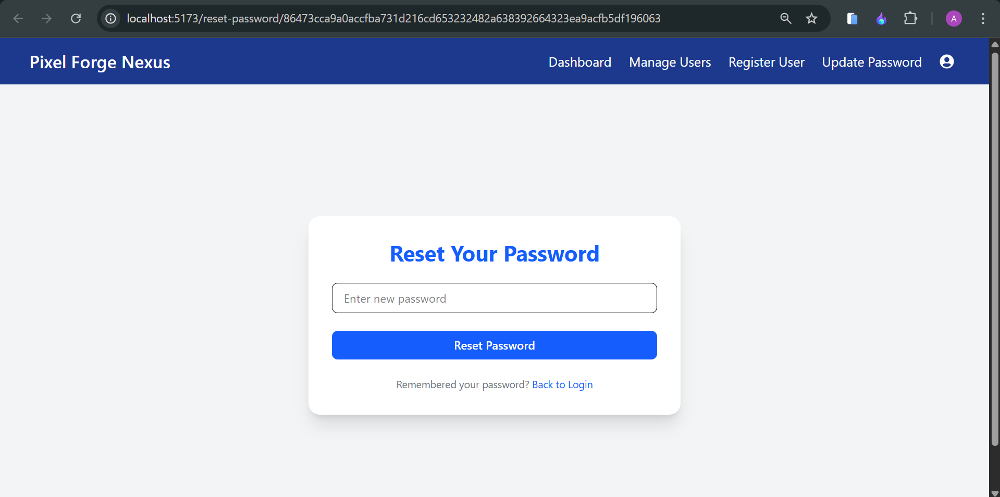 localhost:5173/reset-password/86473cca9a0accfba731d216cd653232482a638392664323ea9acfb5df196063
A
Pixel Forge Nexus
Dashboard Manage Users Register User Update Password
Reset Your Password
Enter new password
Reset Password
Remembered your password? Back to Login